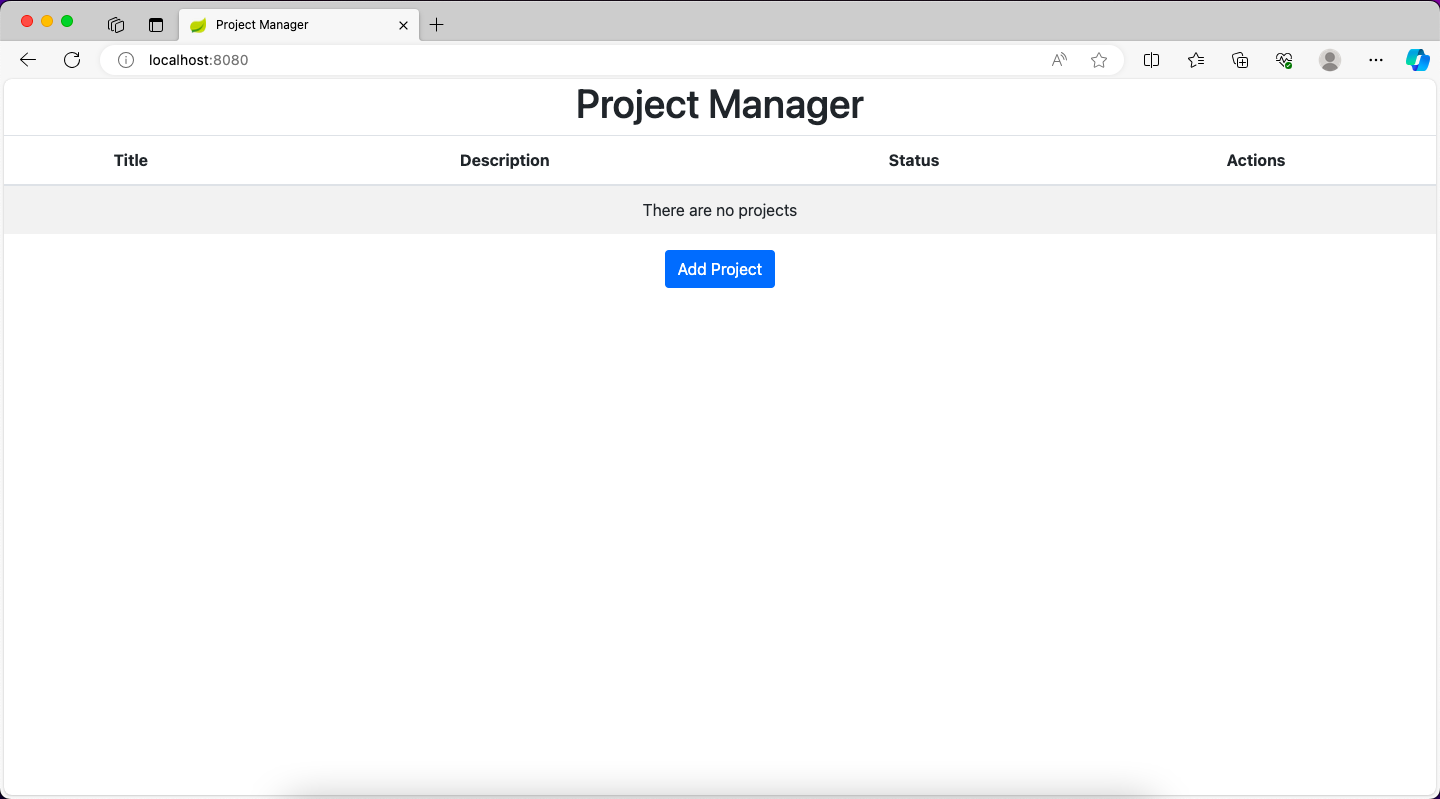 Project Manager
localhost:8080
Project Manager
Title Description Status Actions
There are no projects
Add Project